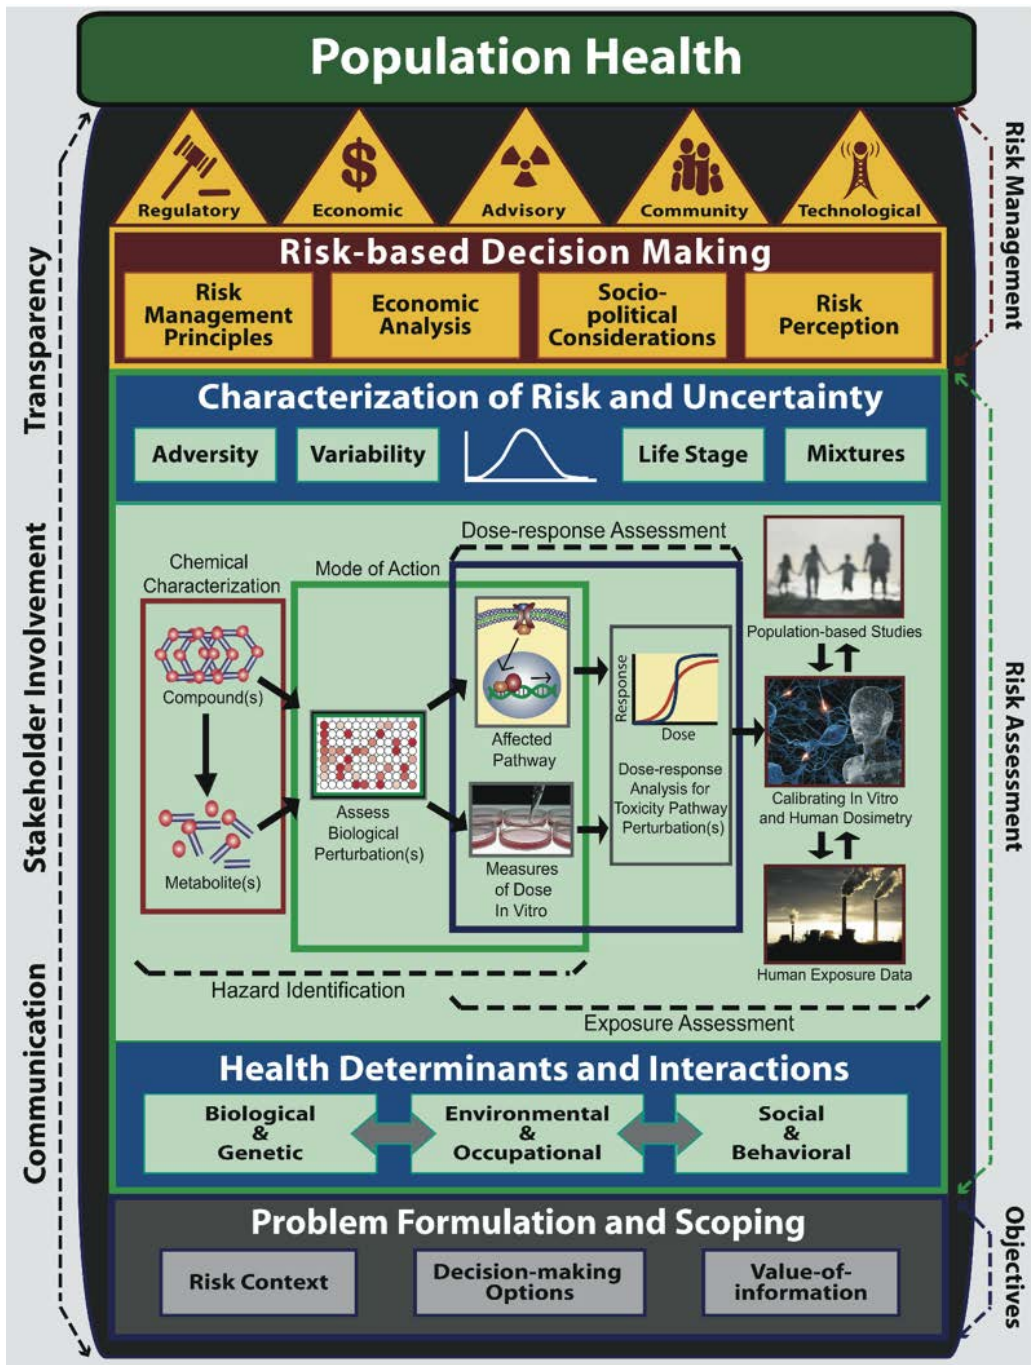 Population Health
Regulatory
$
Economic
Advisory
Community
Technological
Risk-based Decision Making
Risk
Management
Principles
Economic
Analysis
Socio-
political
Considerations
Risk
Perception
Characterization of Risk and Uncertainty
Adversity
Variability
Life Stage
Mixtures
Dose-response Assessment
Chemical
Characterization
Mode of Action
Compound(s)
Metabolite(s)
Assess
Biological
Perturbation(s)
Affected
Pathway
Measures
of Dose
In Vitro
Response
Dose
Dose-response
Analysis for
Toxicity Pathway
Perturbation(s)
Population-based Studies
Calibrating In Vitro
and Human Dosimetry
Human Exposure Data
Hazard Identification
Exposure Assessment
Health Determinants and Interactions
Biological
&
Genetic
Environmental
&
Occupational
Social
&
Behavioral
Problem Formulation and Scoping
Risk Context
Decision-making
Options
Value-of-
information
Transparency
Stakeholder Involvement
Communication
Risk Management
Risk Assessment
Objectives